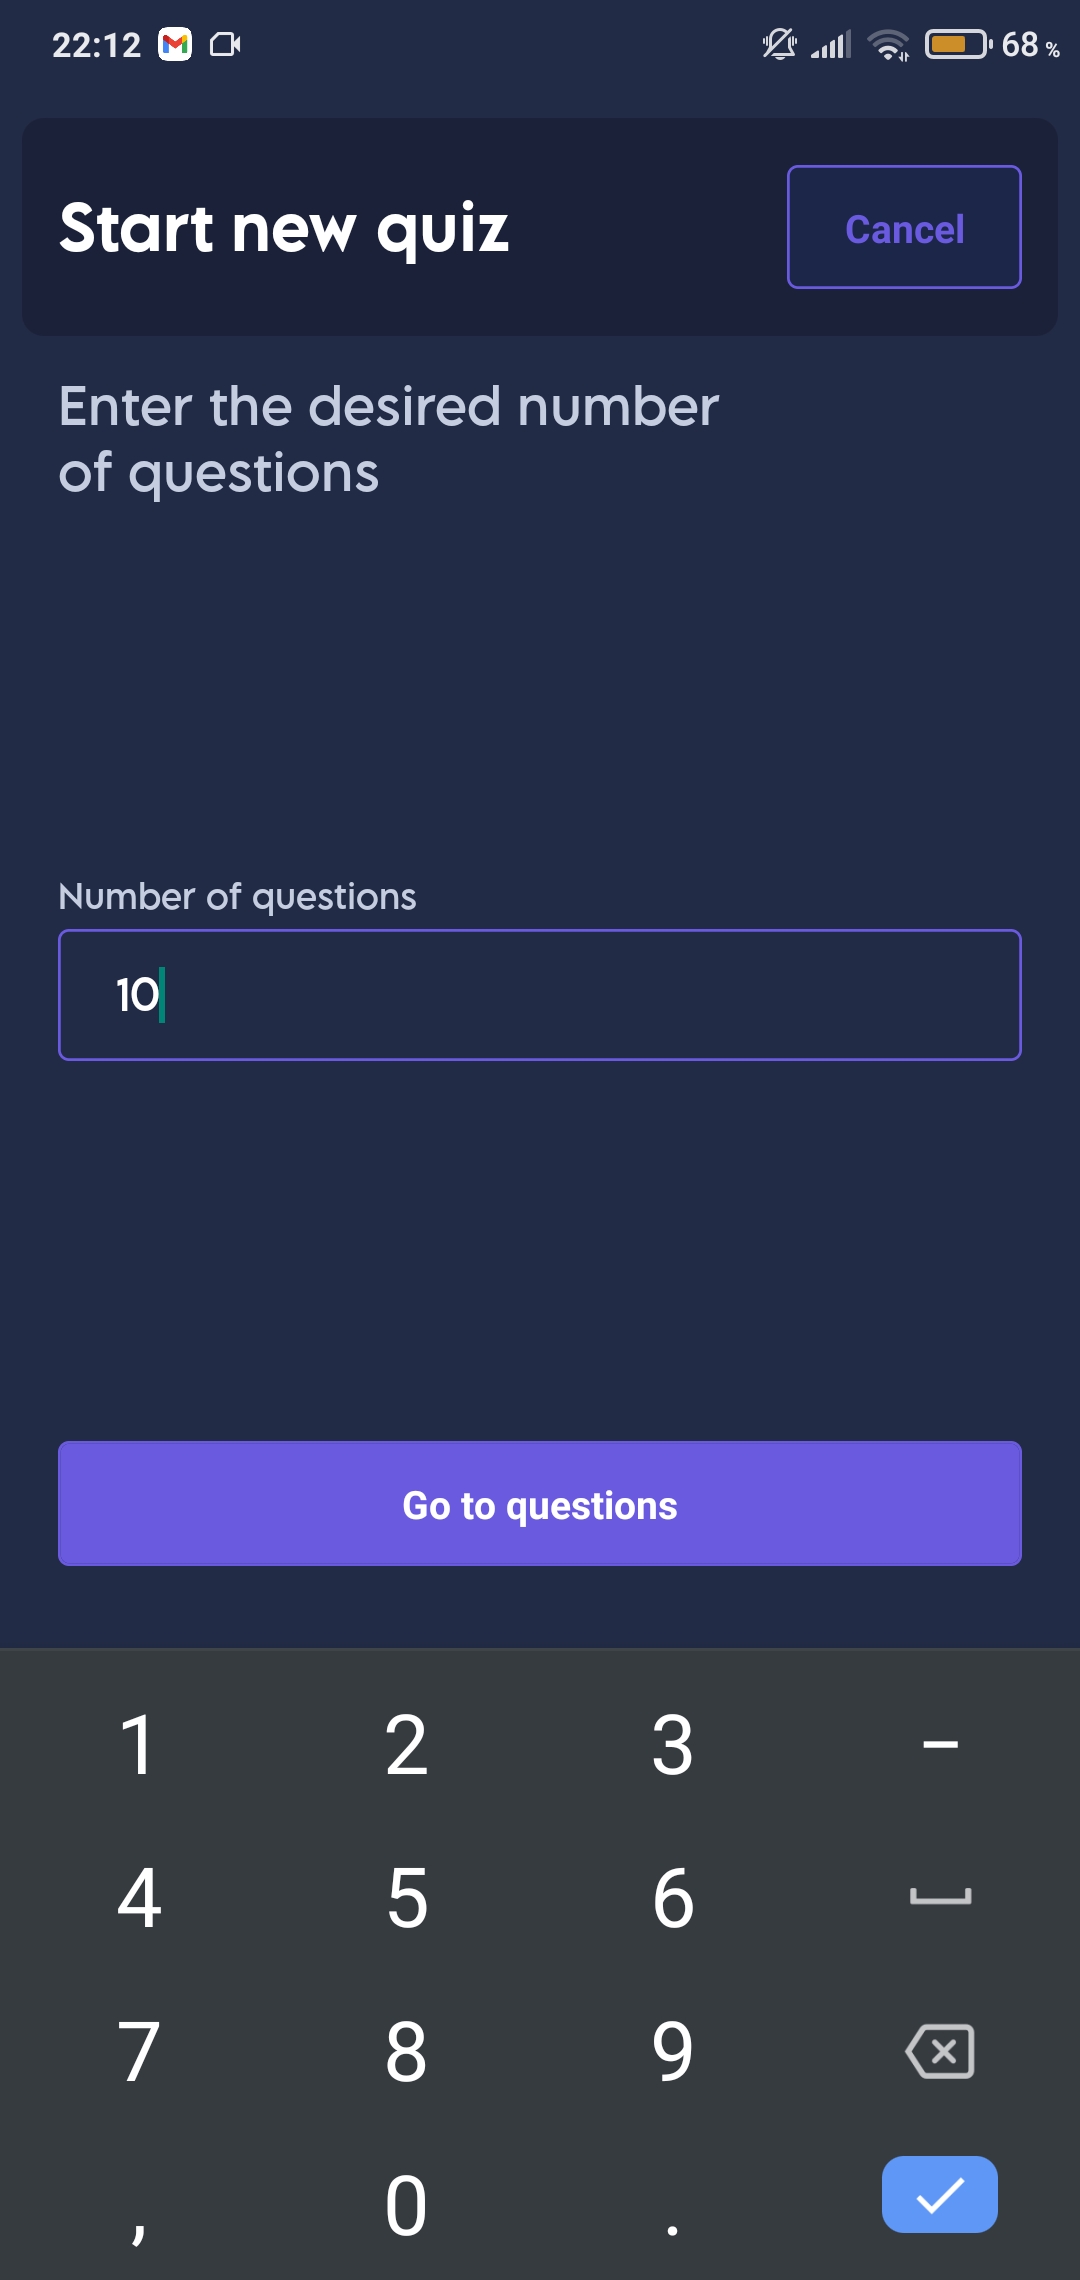 22:12 68 %
Start new quiz
Cancel
Enter the desired number
of questions
Number of questions
10
Go to questions
1 2 3 –
4 5 6
7 8 9
, 0 .